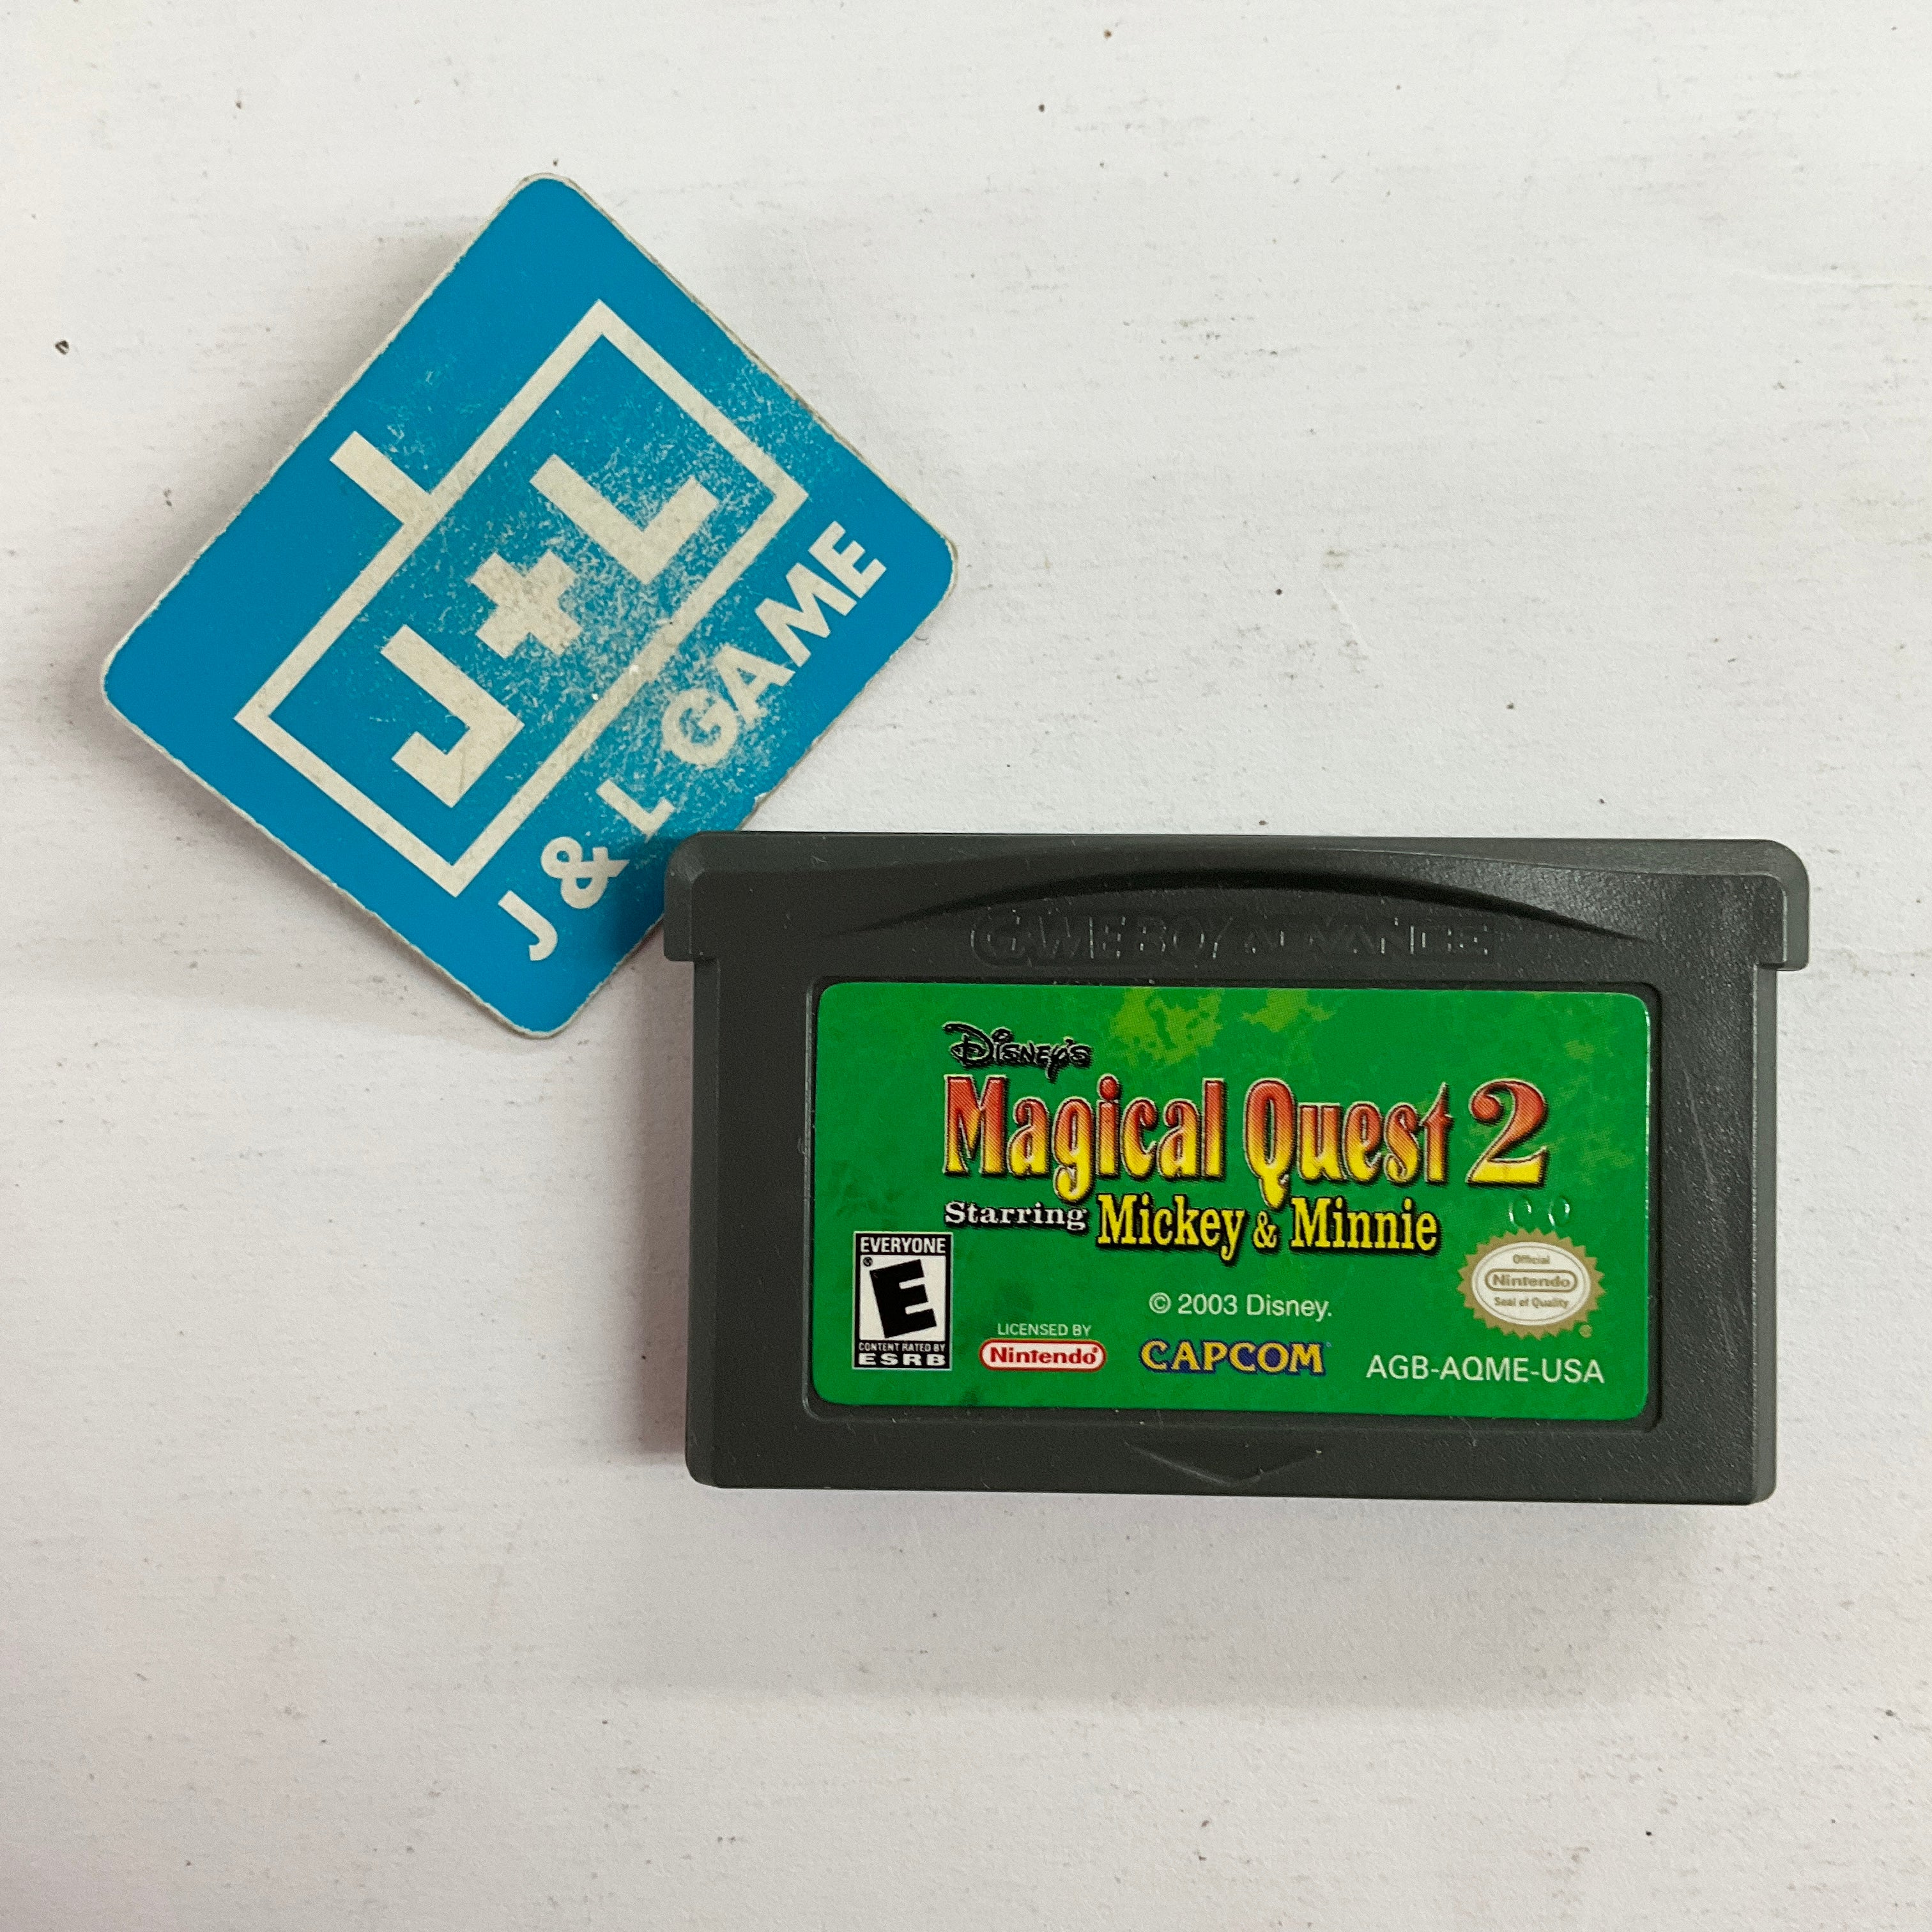 J+L
J & L GAME
GAME BOY ADVANCE
Disney's
Magical Quest 2
Starring Mickey & Minnie
EVERYONE
E
CONTENT RATED BY
ESRB
© 2003 Disney.
LICENSED BY
Nintendo®
CAPCOM
Official
Nintendo
Seal of Quality
AGB-AQME-USA